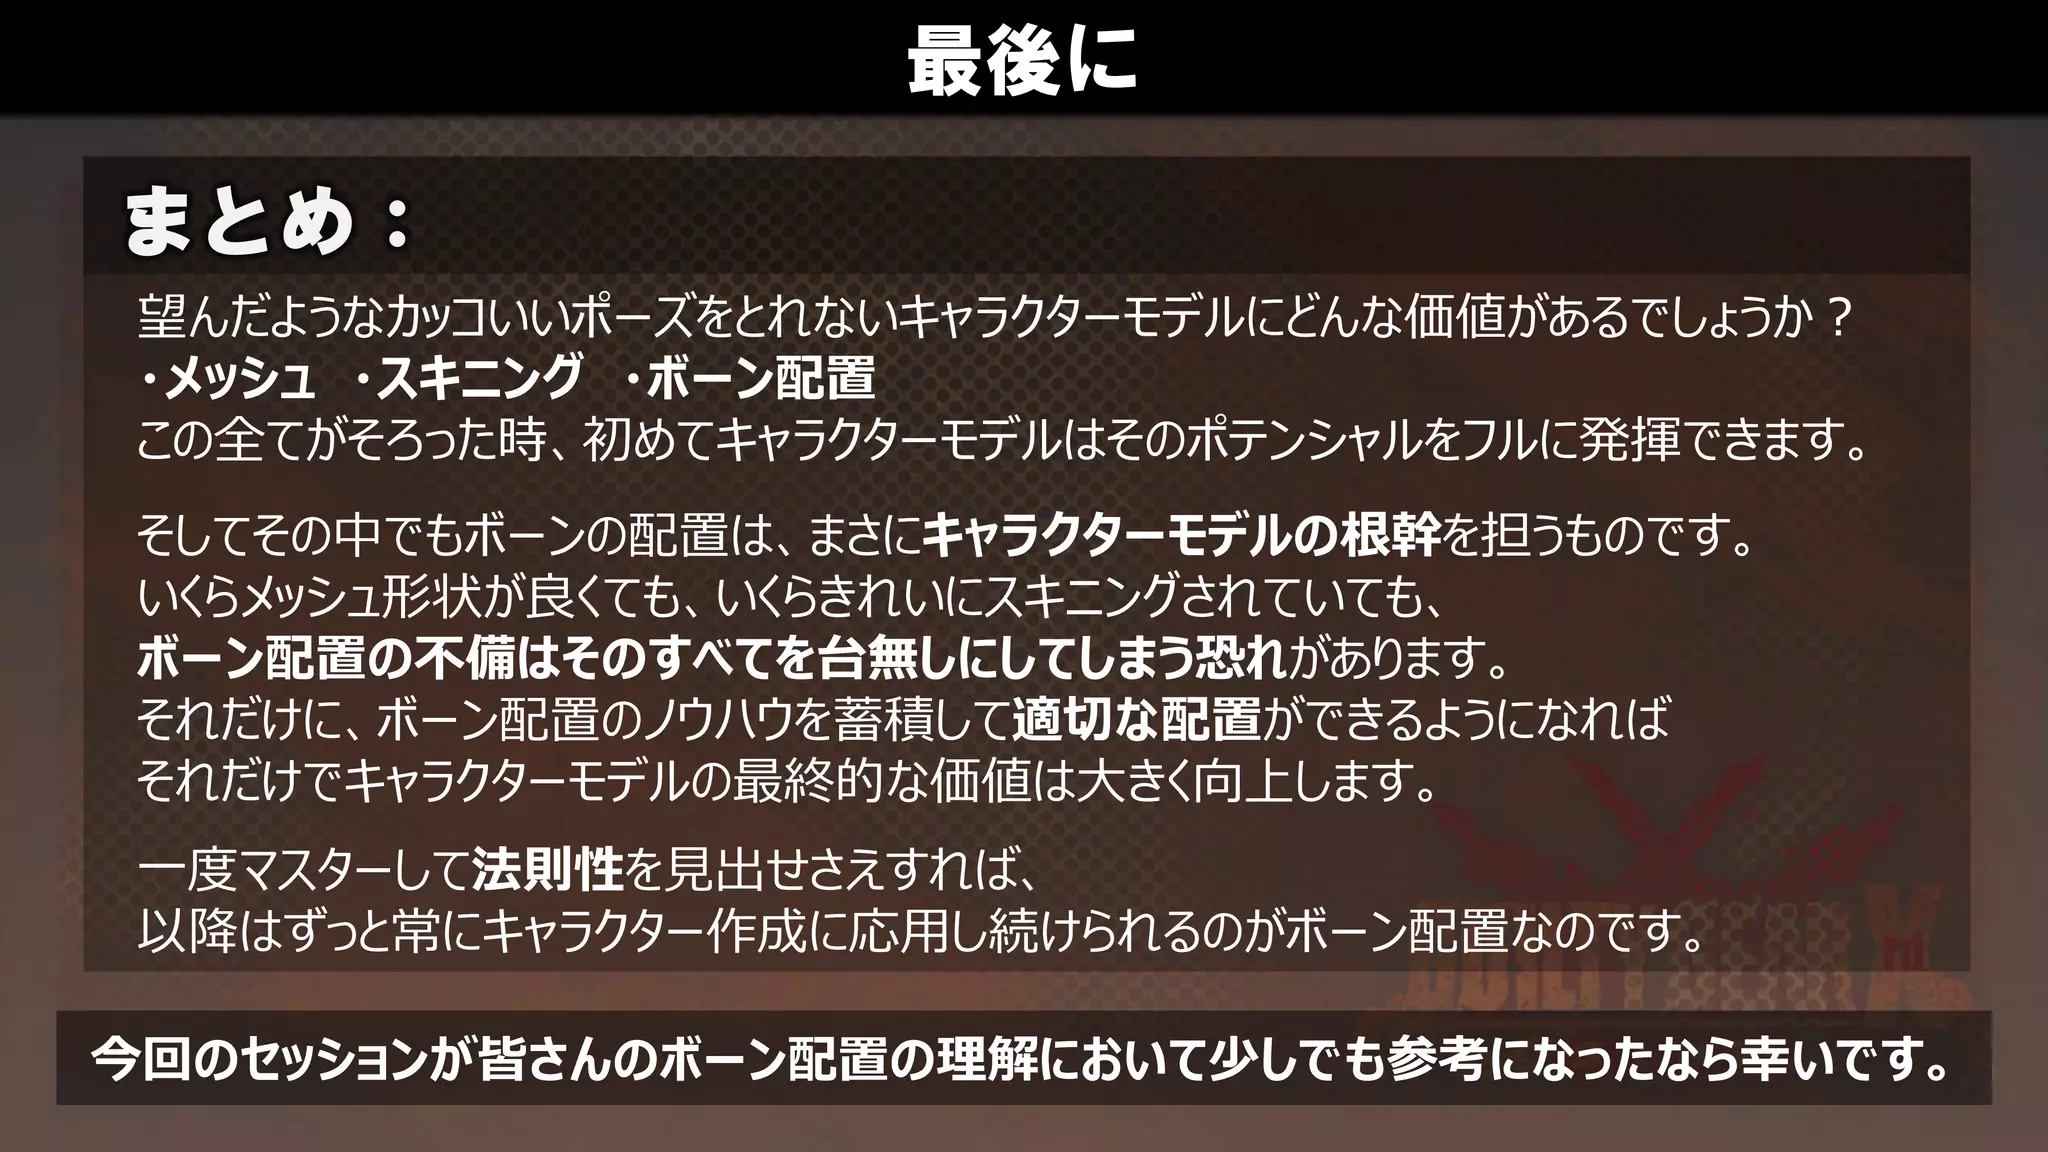 最後に
まとめ：
望んだようなカッコいいポーズをとれないキャラクターモデルにどんな価値があるでしょうか？
・メッシュ　・スキニング　・ボーン配置
この全てがそろった時、初めてキャラクターモデルはそのポテンシャルをフルに発揮できます。
そしてその中でもボーンの配置は、まさにキャラクターモデルの根幹を担うものです。
いくらメッシュ形状が良くても、いくらきれいにスキニングされていても、
ボーン配置の不備はそのすべてを台無しにしてしまう恐れがあります。
それだけに、ボーン配置のノウハウを蓄積して適切な配置ができるようになれば
それだけでキャラクターモデルの最終的な価値は大きく向上します。
一度マスターして法則性を見出せさえすれば、
以降はずっと常にキャラクター作成に応用し続けられるのがボーン配置なのです。
GUILTY GEAR Xrd
今回のセッションが皆さんのボーン配置の理解において少しでも参考になったなら幸いです。